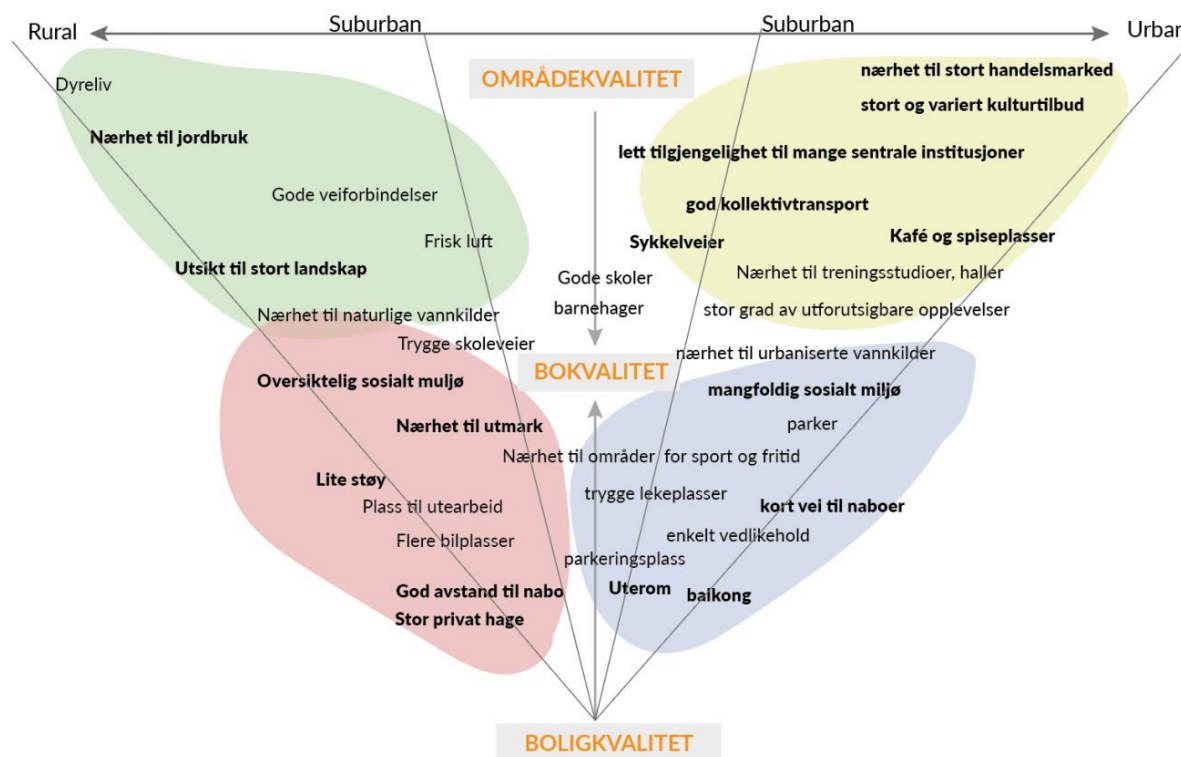 Rural
Suburban
Suburban
Urban
OMRÅDEKVALITET
nærhet til stort handelsmarked
Dyreliv
stort og variert kulturtilbud
Nærhet til jordbruk
lett tilgjengelighet til mange sentrale institusjoner
Gode veiforbindelser
god kollektivtransport
Frisk luft
Sykkelveier
Kafé og spiseplasser
Utsikt til stort landskap
Gode skoler
barnehager
Nærhet til treningsstudioer, haller
Nærhet til naturlige vannkilder
stor grad av utforutsigbare opplevelser
Trygge skoleveier
nærhet til urbaniserte vannkilder
BOKVALITET
Oversiktelig sosialt muljø
mangfoldig sosialt miljø
Nærhet til utmark
parker
Nærhet til områder for sport og fritid
Lite støy
trygge lekeplasser
Plass til utearbeid
kort vei til naboer
Flere bilplasser
enkelt vedlikehold
parkeringsplass
God avstand til nabo
Uterom
balkong
Stor privat hage
BOLIGKVALITET